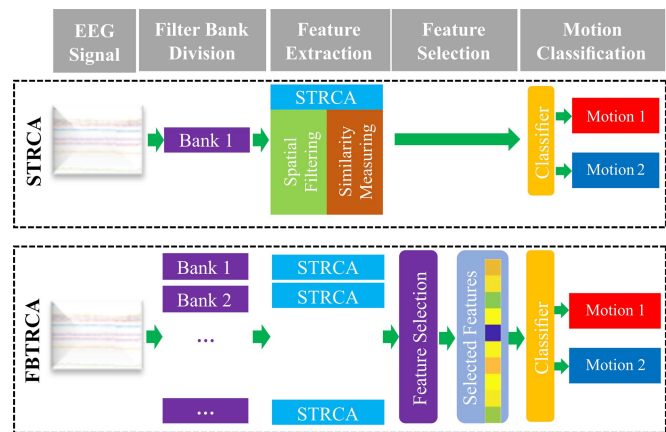 EEG
Signal
Filter Bank
Division
Feature
Extraction
Feature
Selection
Motion
Classification
STRCA
Bank 1
STRCA
Spatial
Filtering
Similarity
Measuring
Classifier
Motion 1
Motion 2
FBTRCA
Bank 1
Bank 2
...
...
STRCA
STRCA
STRCA
Feature Selection
Selected Features
Classifier
Motion 1
Motion 2